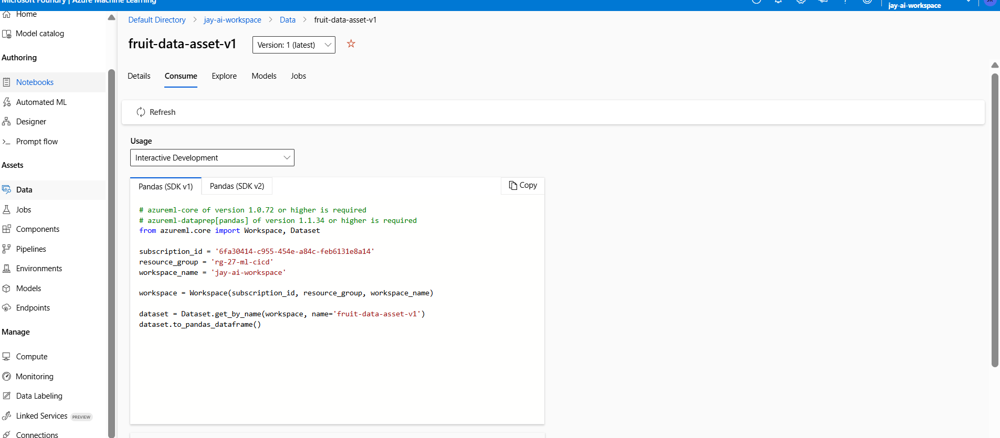 Microsoft Foundry | Azure Machine Learning
jay-ai-workspace
JR
Home
Model catalog
Authoring
Notebooks
Automated ML
Designer
Prompt flow
Assets
Data
Jobs
Components
Pipelines
Environments
Models
Endpoints
Manage
Compute
Monitoring
Data Labeling
Linked Services PREVIEW
Connections
Default Directory > jay-ai-workspace > Data > fruit-data-asset-v1
fruit-data-asset-v1
Version: 1 (latest)
Details Consume Explore Models Jobs
Refresh
Usage
Interactive Development
Pandas (SDK v1) Pandas (SDK v2) Copy
# azureml-core of version 1.0.72 or higher is required
# azureml-dataprep[pandas] of version 1.1.34 or higher is required
from azureml.core import Workspace, Dataset
subscription_id = '6fa30414-c955-454e-a84c-feb6131e8a14'
resource_group = 'rg-27-ml-cicd'
workspace_name = 'jay-ai-workspace'
workspace = Workspace(subscription_id, resource_group, workspace_name)
dataset = Dataset.get_by_name(workspace, name='fruit-data-asset-v1')
dataset.to_pandas_dataframe()